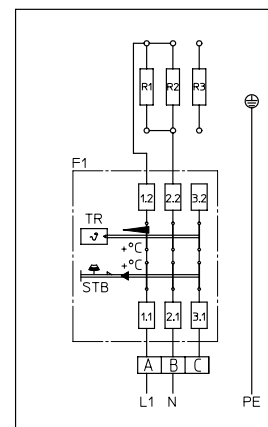 R1 R2 R3
F1
1.2 2.2 3.2
TR
ϑ
+°C
+°C
STB
1.1 2.1 3.1
A B C
L1 N PE